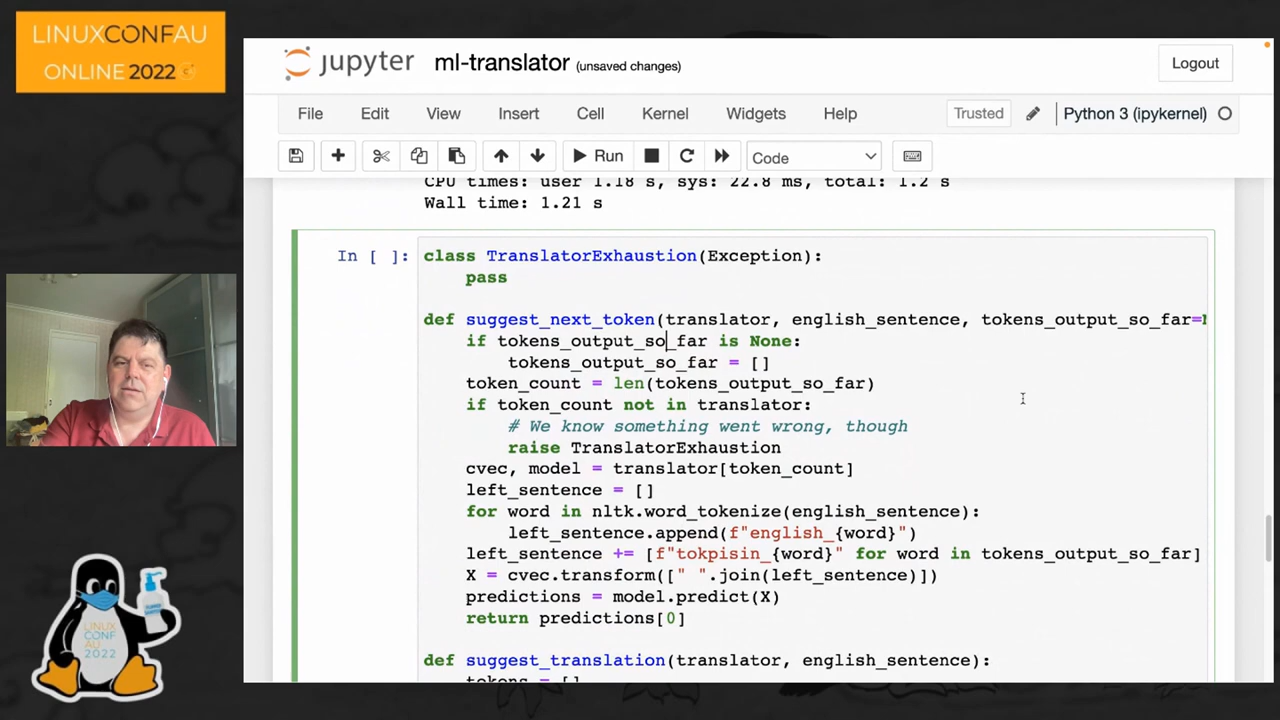 LINUXCONFAU
ONLINE 2022
jupyter ml-translator (unsaved changes)
Logout
File Edit View Insert Cell Kernel Widgets Help
Trusted Python 3 (ipykernel)
Run Code
CPU times: user 1.18 s, sys: 22.8 ms, total: 1.2 s
Wall time: 1.21 s
In [ ]: class TranslatorExhaustion(Exception):
    pass
def suggest_next_token(translator, english_sentence, tokens_output_so_far=
    if tokens_output_so_far is None:
        tokens_output_so_far = []
    token_count = len(tokens_output_so_far)
    if token_count not in translator:
        # We know something went wrong, though
        raise TranslatorExhaustion
    cvec, model = translator[token_count]
    left_sentence = []
    for word in nltk.word_tokenize(english_sentence):
        left_sentence.append(f"english_{word}")
    left_sentence += [f"tokpisin_{word}" for word in tokens_output_so_far]
    X = cvec.transform([" ".join(left_sentence)])
    predictions = model.predict(X)
    return predictions[0]
def suggest_translation(translator, english_sentence):
    tokens = []
LINUX
CONF
AU
2022